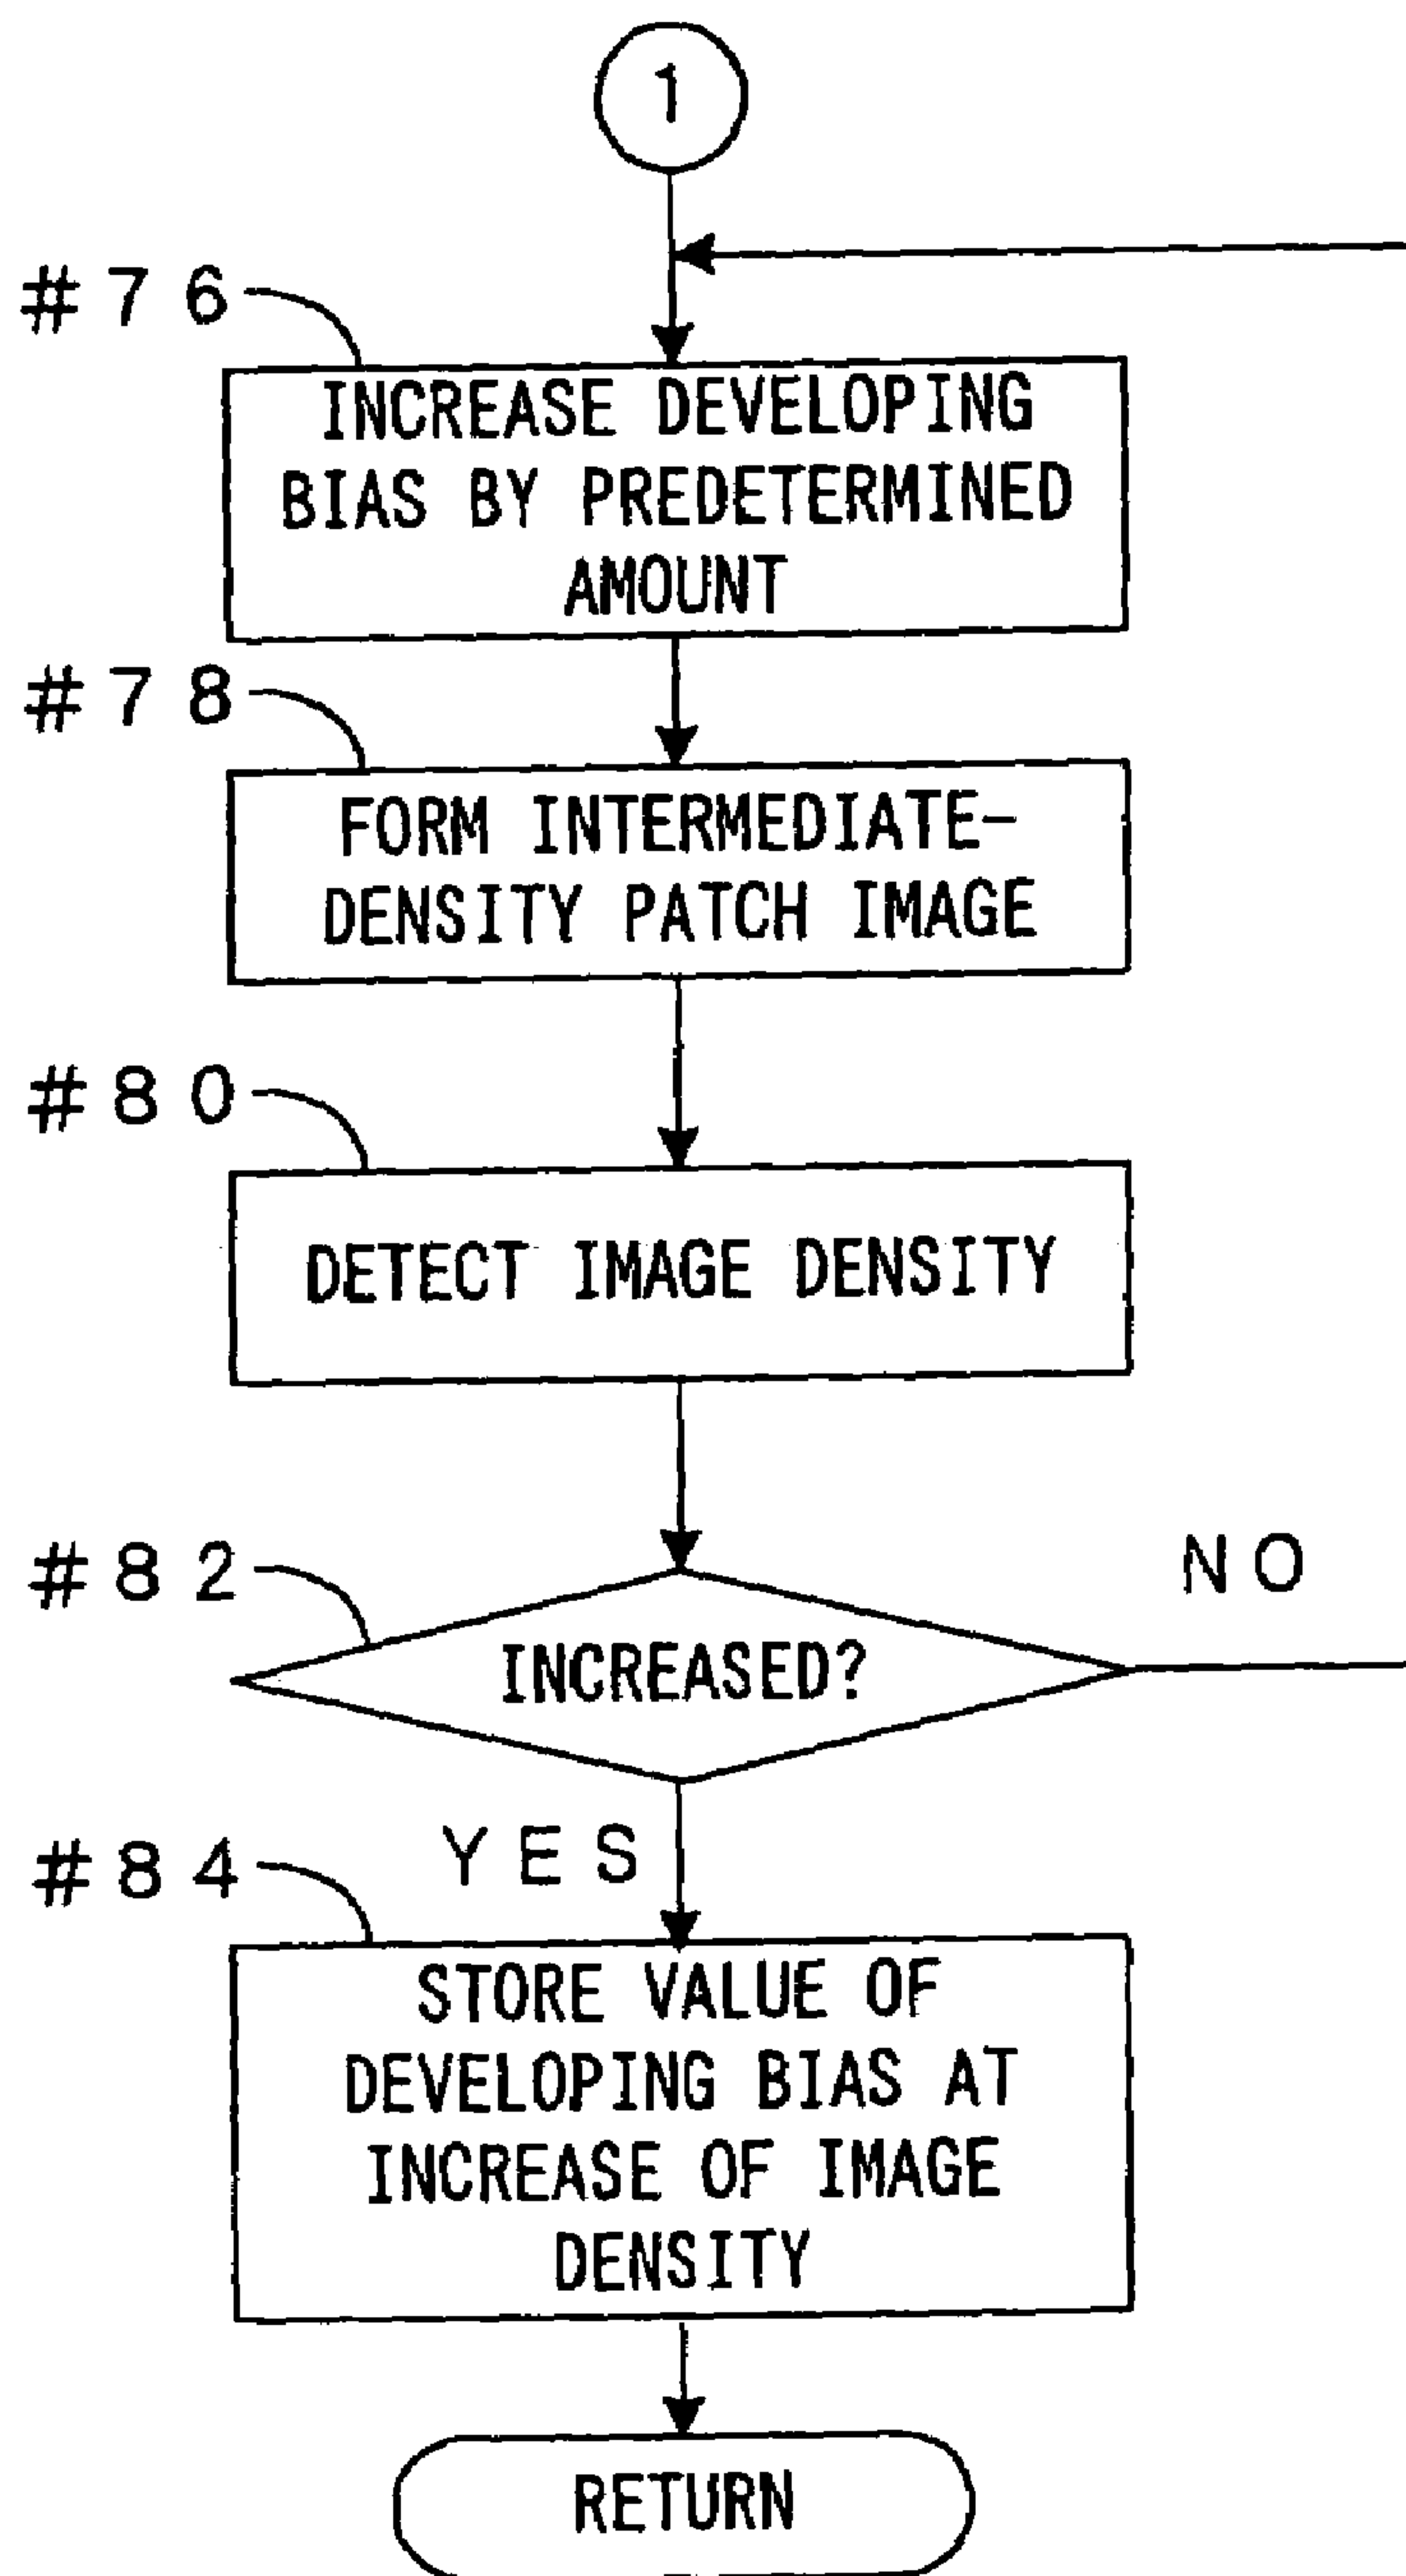 1
#76
INCREASE DEVELOPING
BIAS BY PREDETERMINED
AMOUNT
#78
FORM INTERMEDIATE-
DENSITY PATCH IMAGE
#80
DETECT IMAGE DENSITY
#82
NO
INCREASED?
YES
#84
STORE VALUE OF
DEVELOPING BIAS AT
INCREASE OF IMAGE
DENSITY
RETURN